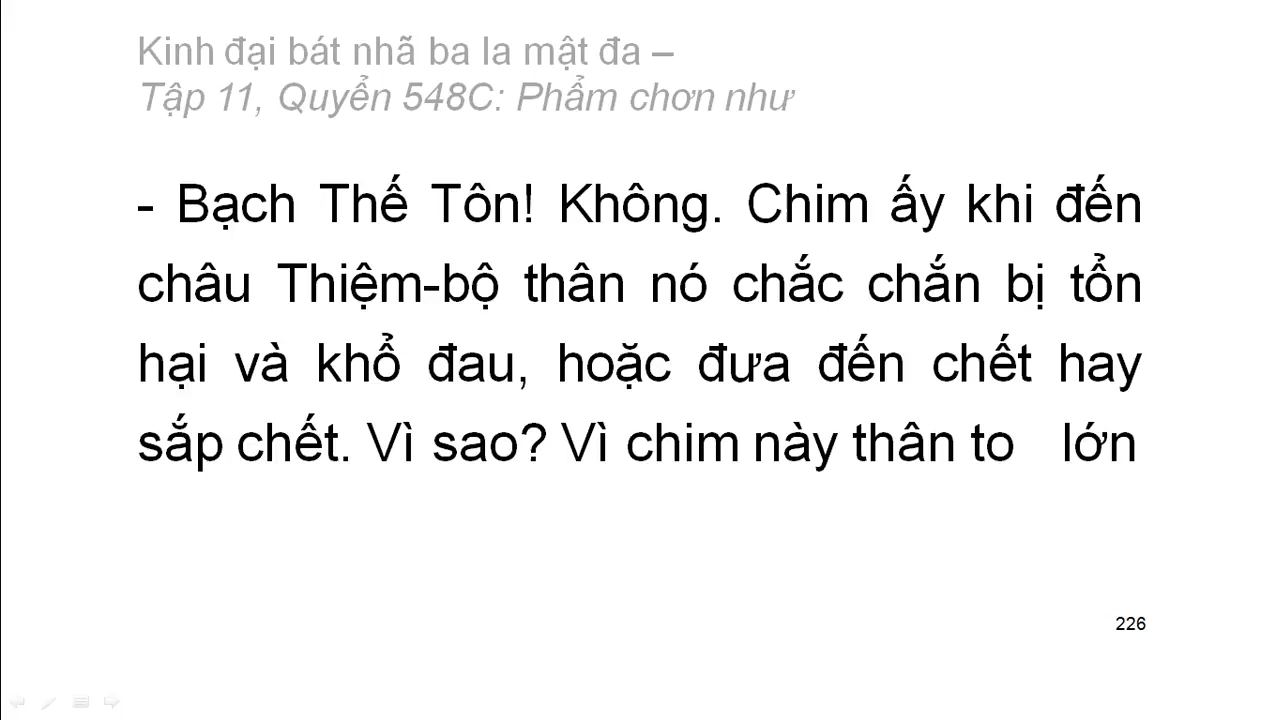 Kinh đại bát nhã ba la mật đa –
Tập 11, Quyển 548C: Phẩm chơn như
- Bạch Thế Tôn! Không. Chim ấy khi đến
châu Thiệm-bộ thân nó chắc chắn bị tổn
hại và khổ đau, hoặc đưa đến chết hay
sắp chết. Vì sao? Vì chim này thân to lớn
226